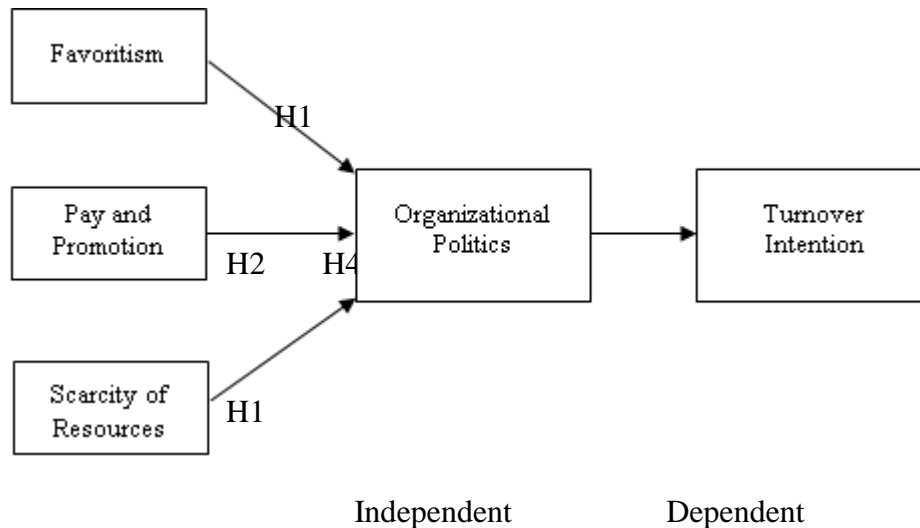 Favoritism
H1
Pay and
Promotion
H2
H4
Organizational
Politics
Turnover
Intention
Scarcity of
Resources
H1
Independent
Dependent